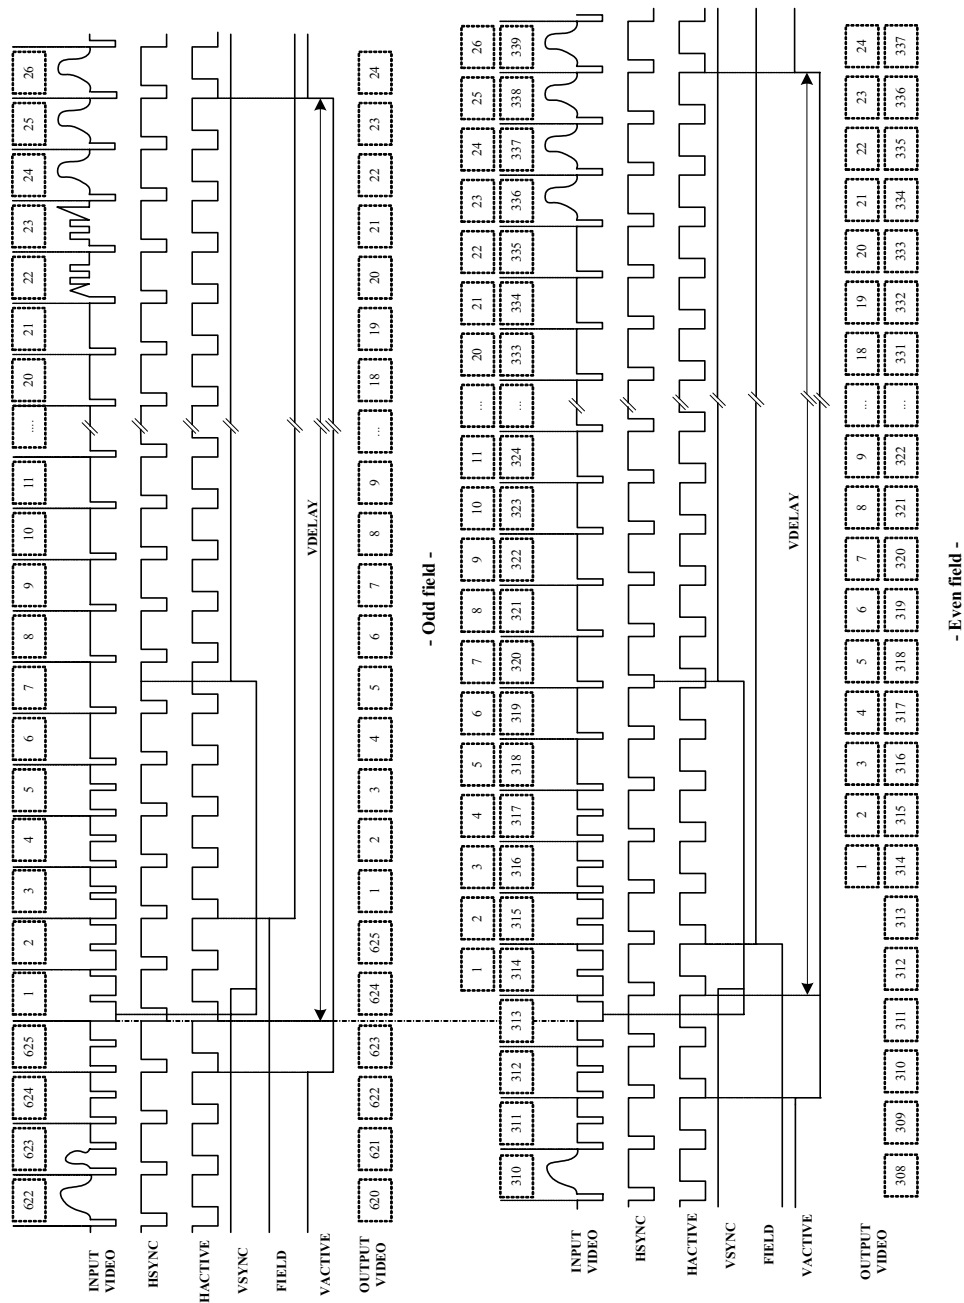 622 623 624 625 1 2 3 4 5 6 7 8 9 10 11 ... 20 21 22 23 24 25 26
INPUT
VIDEO
HSYNC
HACTIVE
VSYNC
FIELD
VACTIVE
VDELAY
OUTPUT
VIDEO
620 621 622 623 624 625 1 2 3 4 5 6 7 8 9 ... 18 19 20 21 22 23 24
- Odd field -
1 2 3 4 5 6 7 8 9 10 11 ... 20 21 22 23 24 25 26
310 311 312 313 314 315 316 317 318 319 320 321 322 323 324 ... 333 334 335 336 337 338 339
INPUT
VIDEO
HSYNC
HACTIVE
VSYNC
FIELD
VACTIVE
VDELAY
OUTPUT
VIDEO
1 2 3 4 5 6 7 8 9 ... 18 19 20 21 22 23 24
308 309 310 311 312 313 314 315 316 317 318 319 320 321 322 ... 331 332 333 334 335 336 337
- Even field -